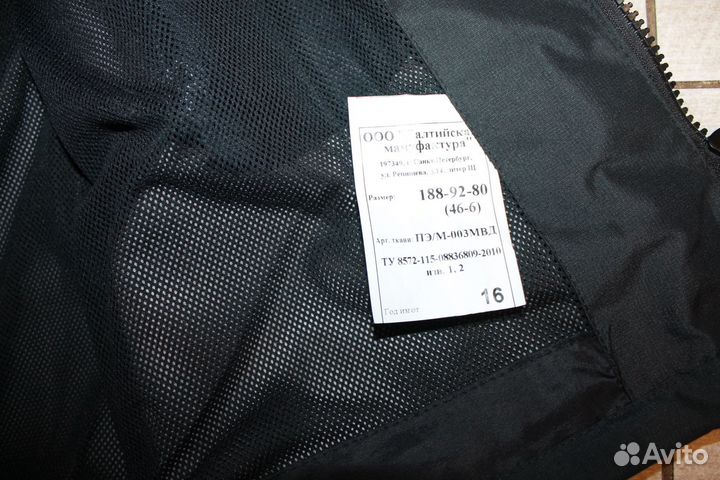 ООО "Балтийская
мануфактура"
197349, г. Санкт-Петербург,
ул. Репищева, д.14, литер Ш
Размер: 188-92-80
(46-6)
Арт. ткани ПЭ/М-003МВД
ТУ 8572-115-08836809-2010
изв. 1, 2
16
Год изгот.
Avito